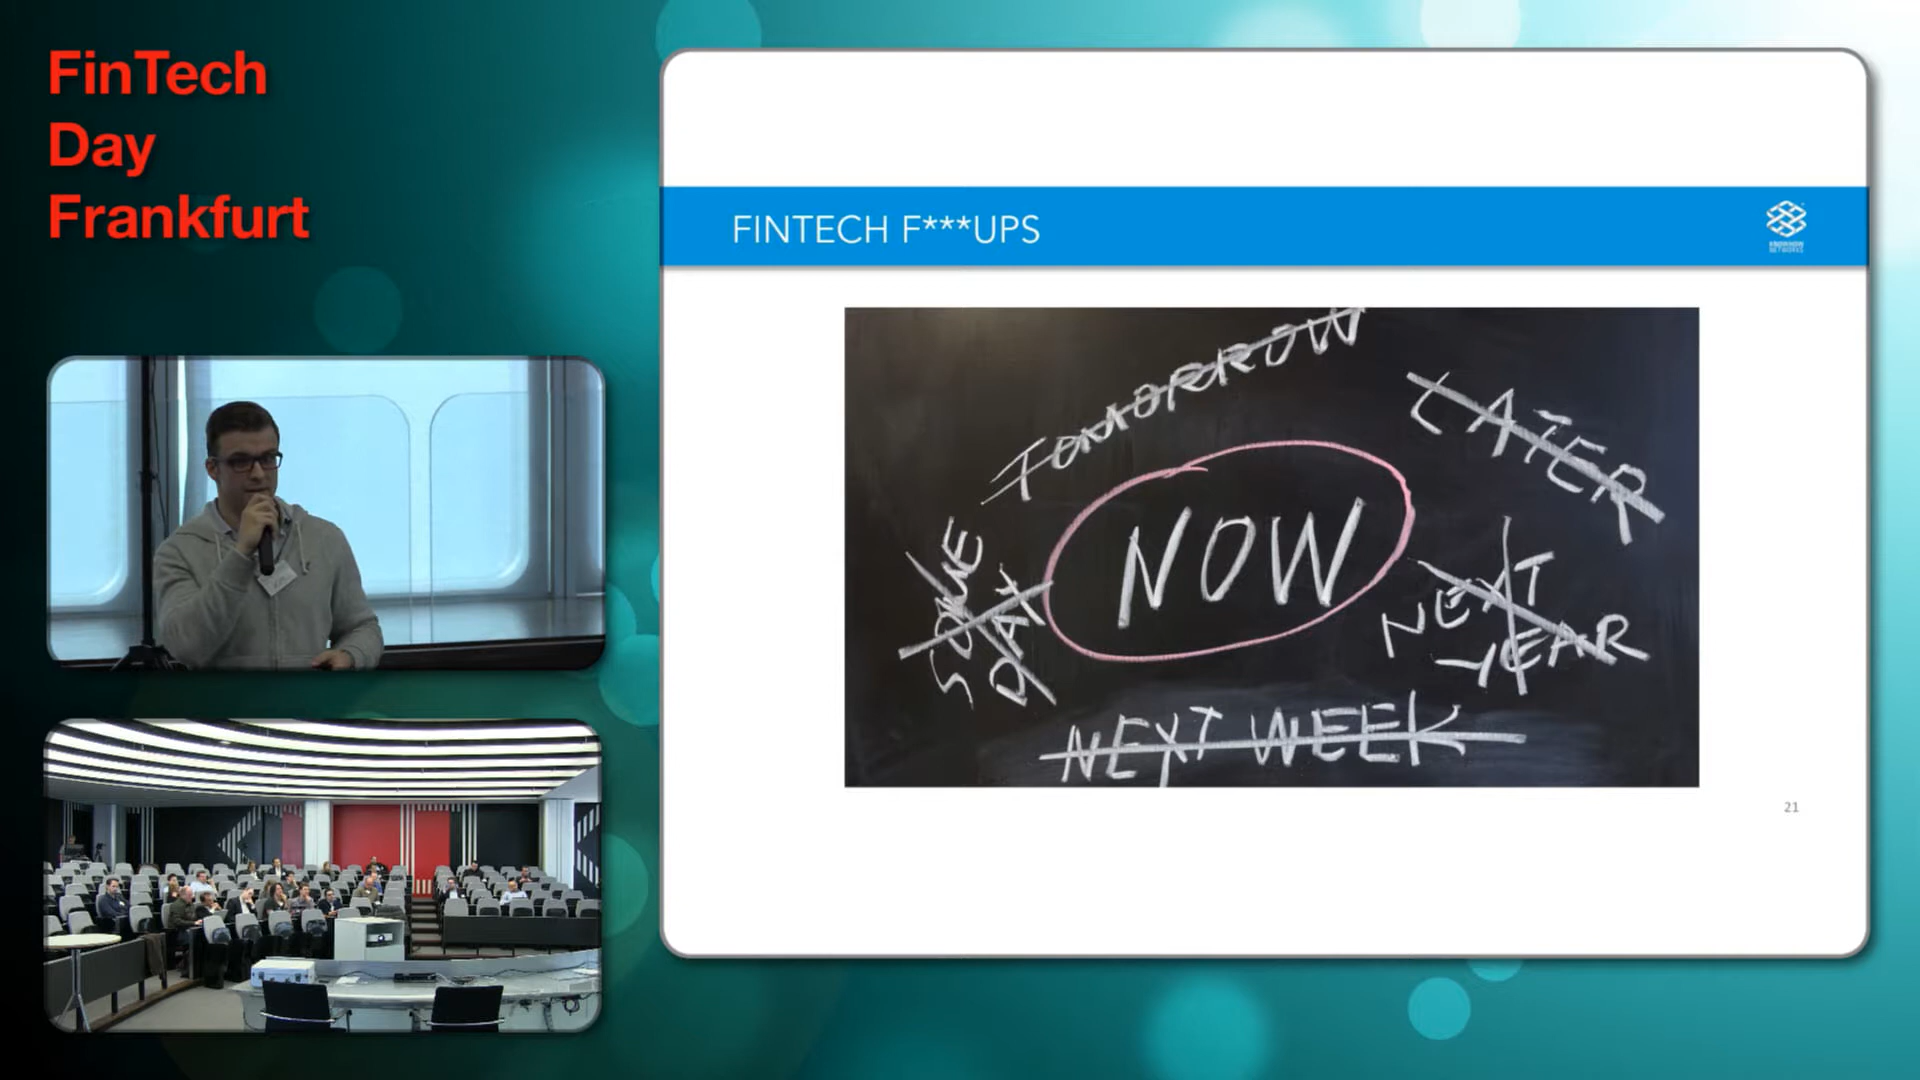 FinTech
Day
Frankfurt
FINTECH F***UPS
TOMORROW
LATER
SOME
DAY
NOW
NEXT
YEAR
NEXT WEEK
21